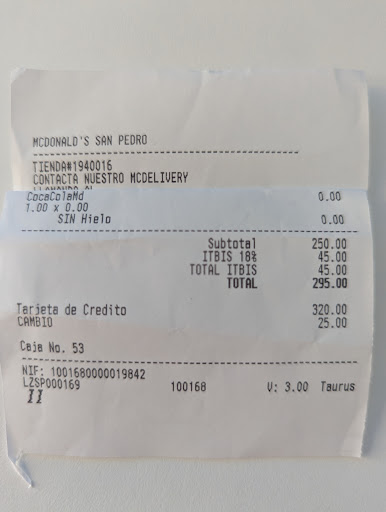 MCDONALD'S SAN PEDRO
TIENDA#1940016
CONTACTA NUESTRO MCDELIVERY
CocaColaMd 0.00
1.00 x 0.00
SIN Hielo 0.00
Subtotal 250.00
ITBIS 18% 45.00
TOTAL ITBIS 45.00
TOTAL 295.00
Tarjeta de Credito 320.00
CAMBIO 25.00
Caja No. 53
NIF: 1001680000019842
LZSP000169 100168 V: 3.00 Taurus
II